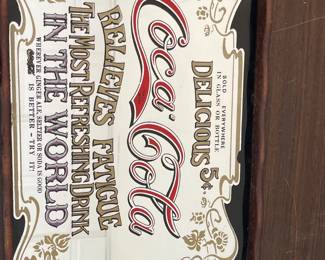 SOLD EVERYWHERE
IN GLASS OR BOTTLE
DELICIOUS 5¢
Coca-Cola
RELIEVES FATIGUE
THE MOST REFRESHING DRINK
IN THE WORLD
WHEREVER GINGER ALE, SELTZER OR SODA IS GOOD
IS BETTER - TRY IT!